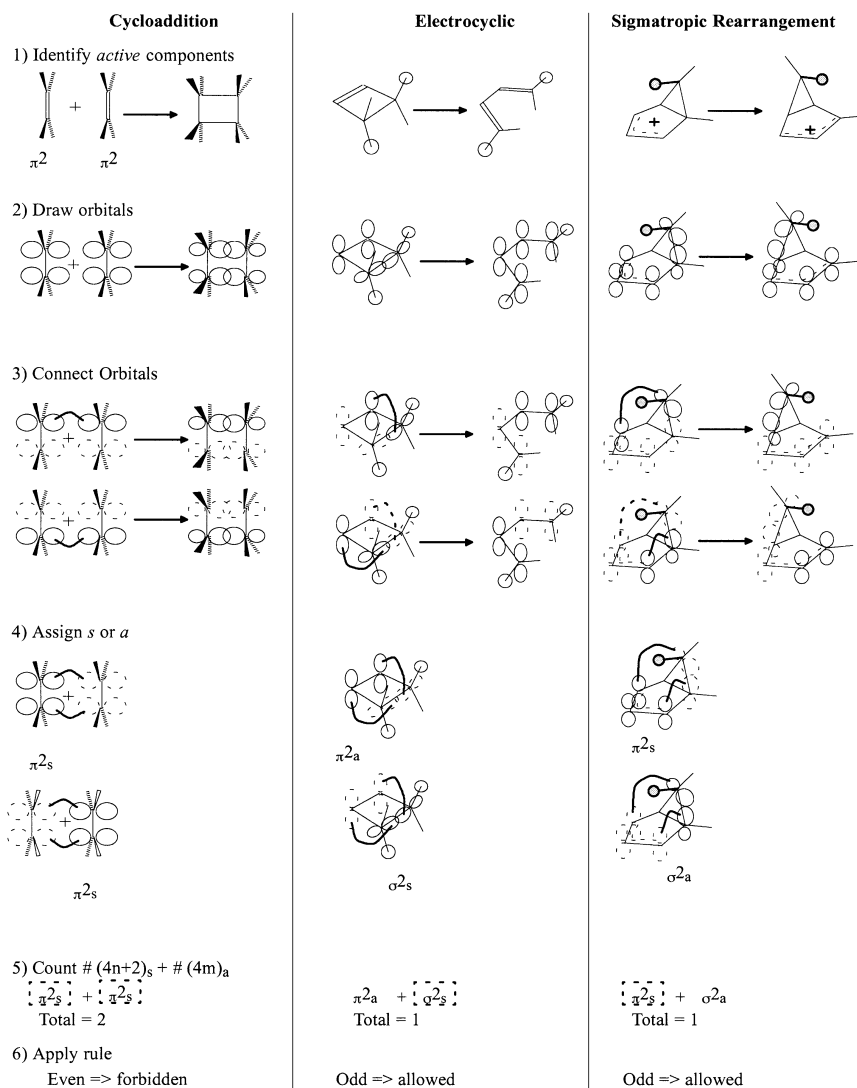 Cycloaddition
Electrocyclic
Sigmatropic Rearrangement
1) Identify active components
+
+
+
π2
π2
2) Draw orbitals
+
3) Connect Orbitals
+
+
4) Assign s or a
+
π2s
π2a
π2s
+
π2s
σ2s
σ2a
5) Count # (4n+2)s + # (4m)a
π2s + π2s
π2a + σ2s
π2s + σ2a
Total = 2
Total = 1
Total = 1
6) Apply rule
Even => forbidden
Odd => allowed
Odd => allowed